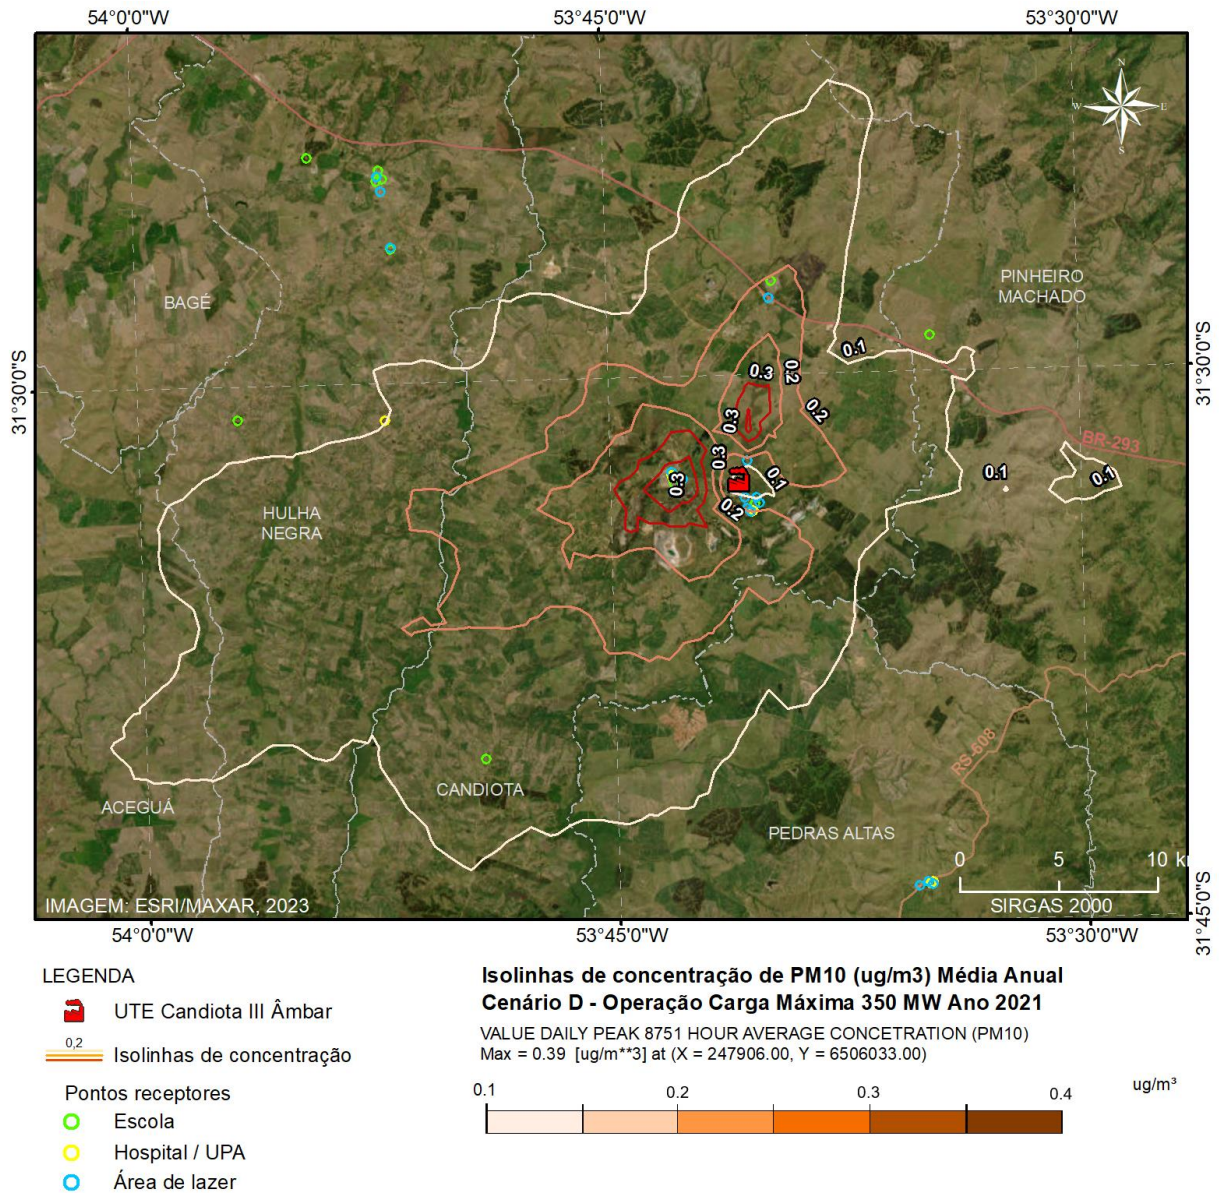 54°0'0"W
53°45'0"W
53°30'0"W
N
W
E
S
PINHEIRO
MACHADO
BAGÉ
31°30'0"S
31°30'0"S
0.1
0.3
0.2
0.2
0.3
BR-293
0.3
0.1
0.1
0.1
0.3
0.2
HULHA
NEGRA
RS-608
CANDIOTA
ACEGUÁ
PEDRAS ALTAS
0 5 10 k
IMAGEM: ESRI/MAXAR, 2023
SIRGAS 2000
31°45'0"S
54°0'0"W
53°45'0"W
53°30'0"W
LEGENDA
UTE Candiota III Âmbar
0,2
Isolinhas de concentração
Pontos receptores
Escola
Hospital / UPA
Área de lazer
Isolinhas de concentração de PM10 (ug/m3) Média Anual
Cenário D - Operação Carga Máxima 350 MW Ano 2021
VALUE DAILY PEAK 8751 HOUR AVERAGE CONCETRATION (PM10)
Max = 0.39 [ug/m**3] at (X = 247906.00, Y = 6506033.00)
0.1 0.2 0.3 0.4
ug/m³